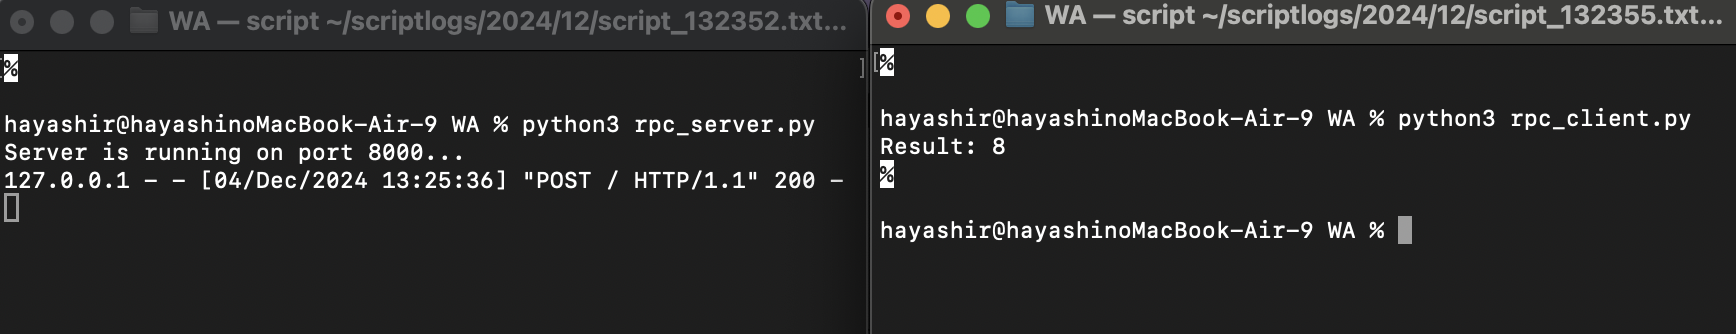 WA — script ~/scriptlogs/2024/12/script_132352.txt...
[%]
hayashir@hayashinoMacBook-Air-9 WA % python3 rpc_server.py
Server is running on port 8000...
127.0.0.1 - - [04/Dec/2024 13:25:36] "POST / HTTP/1.1" 200 -
WA — script ~/scriptlogs/2024/12/script_132355.txt...
[%
hayashir@hayashinoMacBook-Air-9 WA % python3 rpc_client.py
Result: 8
%
hayashir@hayashinoMacBook-Air-9 WA %